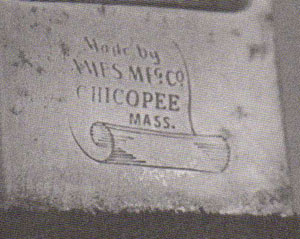 Made by
AMES MFG. CO.
CHICOPEE
MASS.